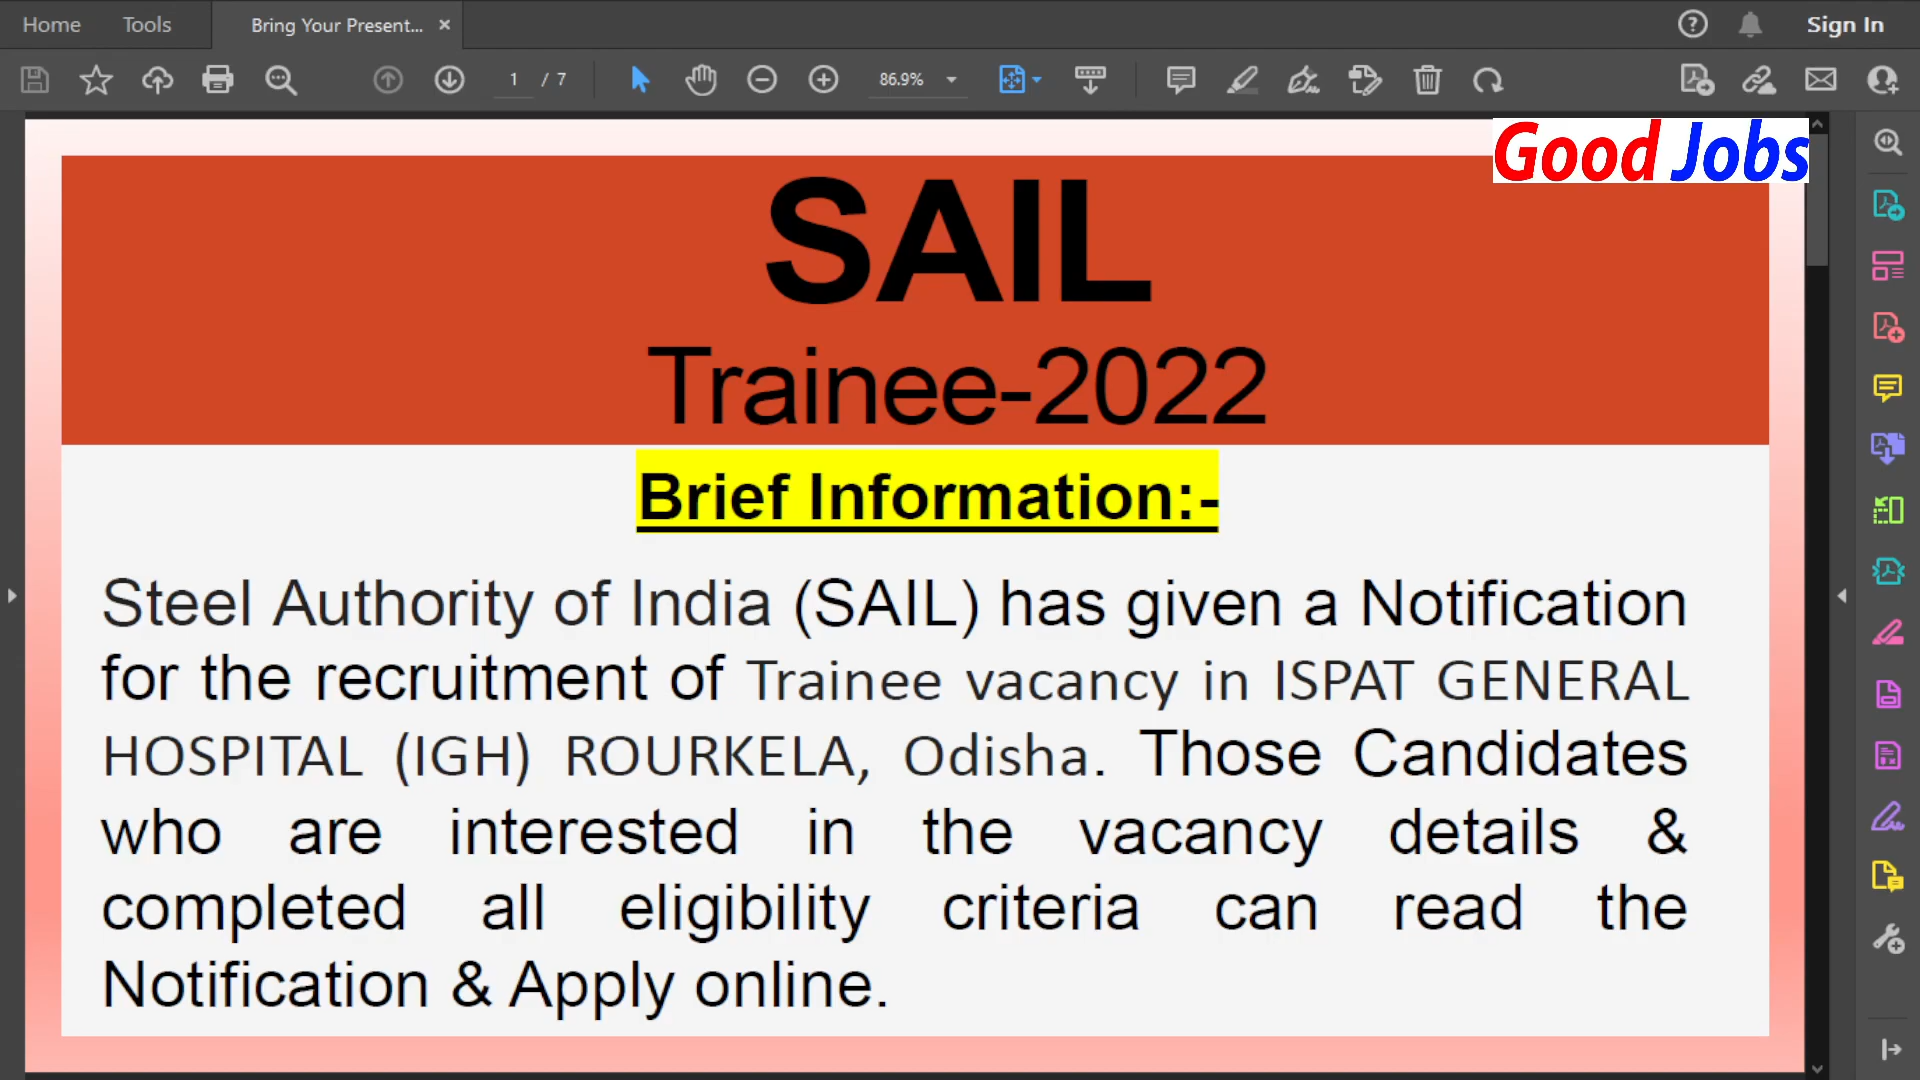 Home Tools Bring Your Present... × Sign In
1 / 7 86.9%
Good Jobs
SAIL
Trainee-2022
Brief Information:-
Steel Authority of India (SAIL) has given a Notification
for the recruitment of Trainee vacancy in ISPAT GENERAL
HOSPITAL (IGH) ROURKELA, Odisha. Those Candidates
who are interested in the vacancy details &
completed all eligibility criteria can read the
Notification & Apply online.